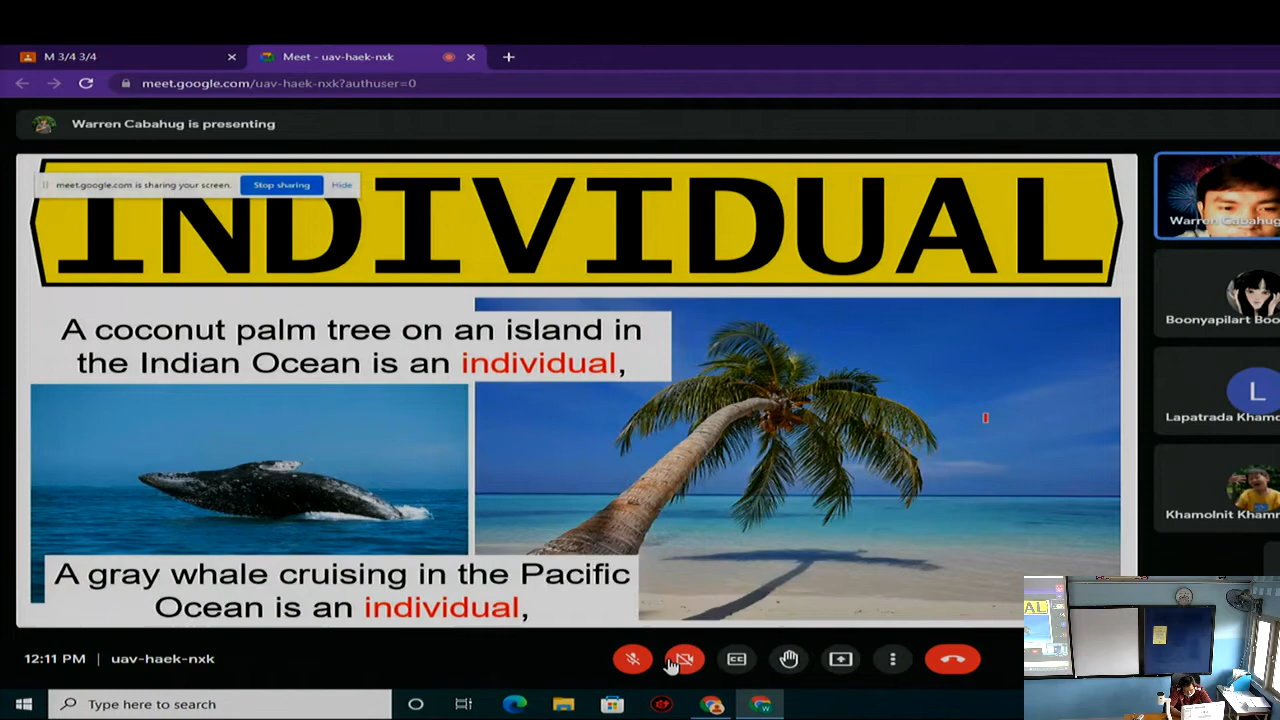 M 3/4 3/4
Meet - uav-haek-nxk
meet.google.com/uav-haek-nxk?authuser=0
Warren Cabahug is presenting
meet.google.com is sharing your screen.
Stop sharing
Hide
INDIVIDUAL
A coconut palm tree on an island in
the Indian Ocean is an individual,
A gray whale cruising in the Pacific
Ocean is an individual,
Warren Cabahug
Boonyapilart Boo
Lapatrada Khamo
L
Khamolnit Khamr
12:11 PM | uav-haek-nxk
Type here to search